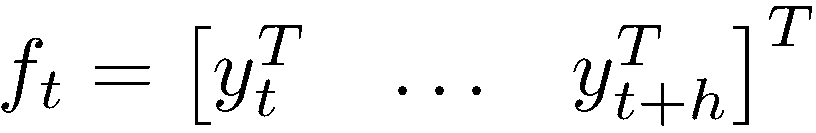 f_t = [y_t^T … y_{t+h}^T]^T